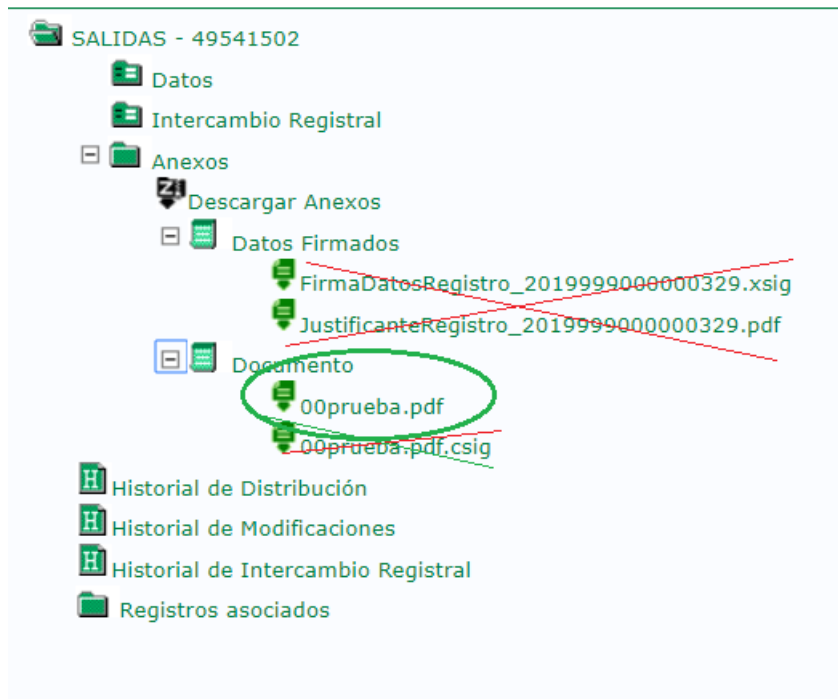 SALIDAS - 49541502
Datos
Intercambio Registral
Anexos
Descargar Anexos
Datos Firmados
FirmaDatosRegistro_2019999000000329.xsig
JustificanteRegistro_2019999000000329.pdf
Documento
00prueba.pdf
00prueba.pdf.csig
Historial de Distribución
Historial de Modificaciones
Historial de Intercambio Registral
Registros asociados